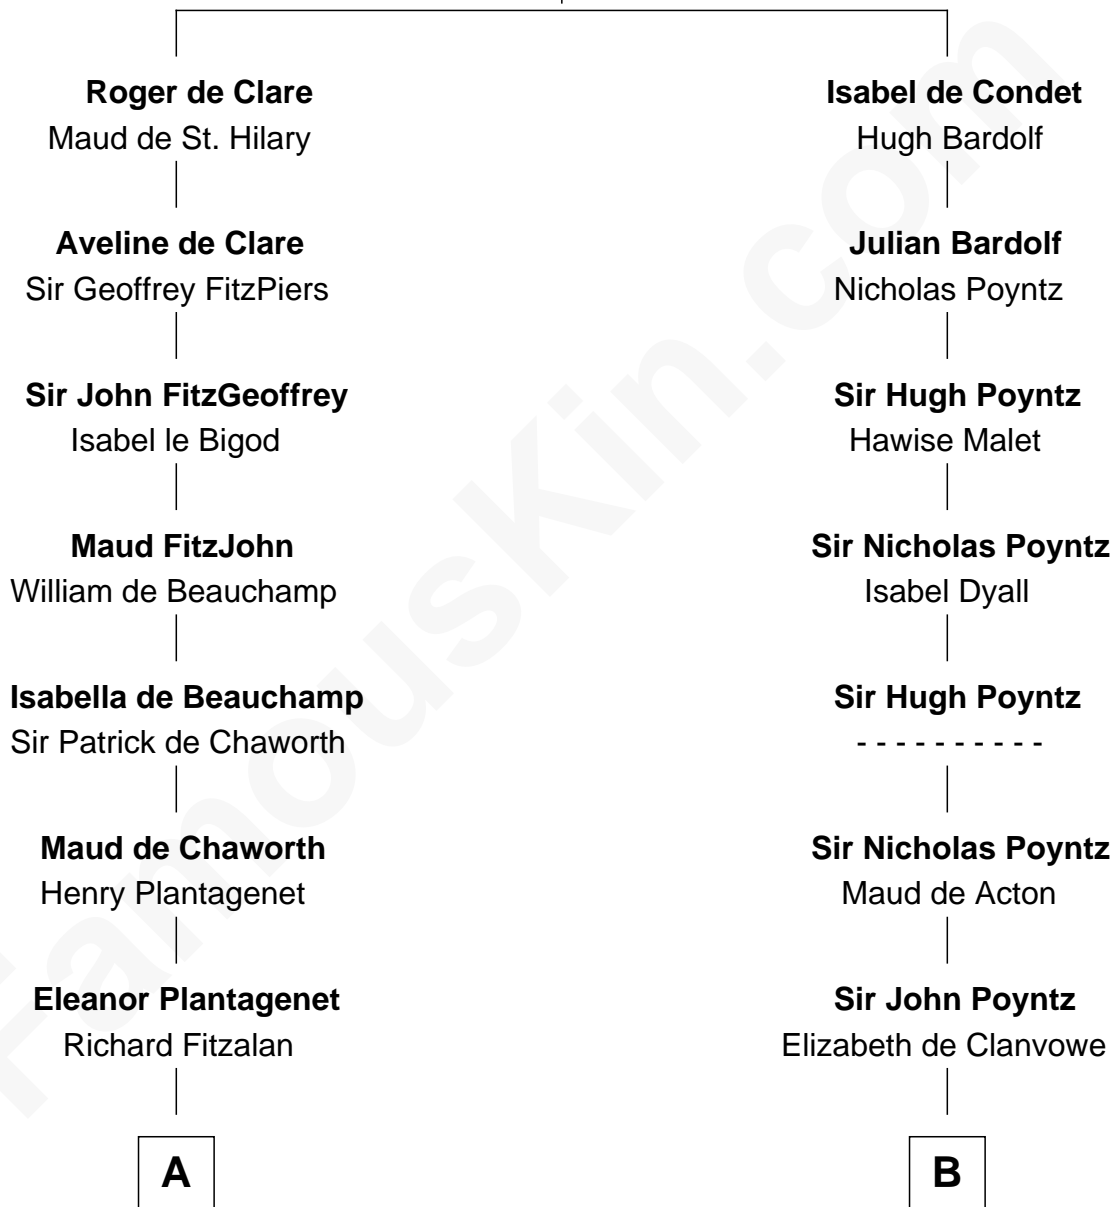 Roger de Clare
Maud de St. Hilary
Aveline de Clare
Sir Geoffrey FitzPiers
Sir John FitzGeoffrey
Isabel le Bigod
Maud FitzJohn
William de Beauchamp
Isabella de Beauchamp
Sir Patrick de Chaworth
Maud de Chaworth
Henry Plantagenet
Eleanor Plantagenet
Richard Fitzalan
A
Isabel de Condet
Hugh Bardolf
Julian Bardolf
Nicholas Poyntz
Sir Hugh Poyntz
Hawise Malet
Sir Nicholas Poyntz
Isabel Dyall
Sir Hugh Poyntz
- - - - - - - - - -
Sir Nicholas Poyntz
Maud de Acton
Sir John Poyntz
Elizabeth de Clanvowe
B
FamousKin.com